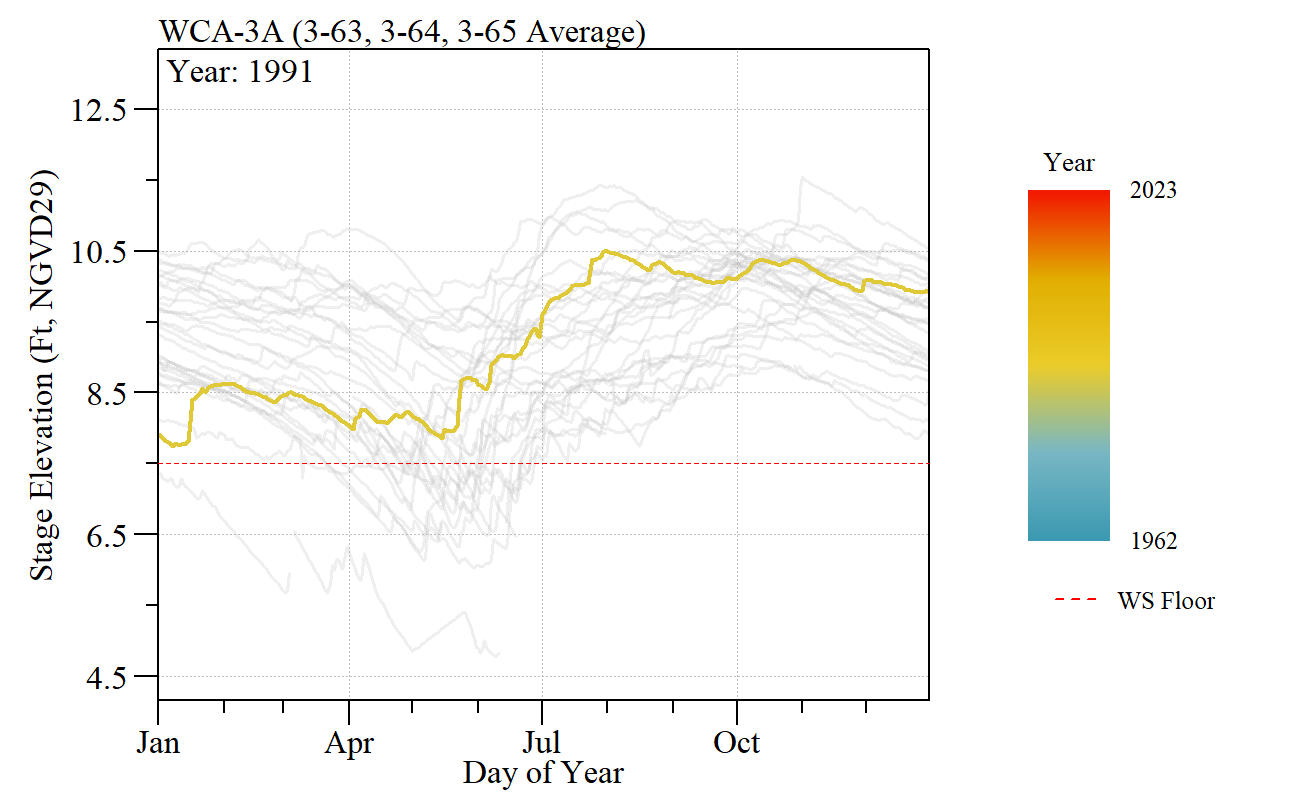 WCA-3A (3-63, 3-64, 3-65 Average)
Year: 1991
12.5
10.5
8.5
6.5
4.5
Stage Elevation (Ft, NGVD29)
Jan
Apr
Jul
Oct
Day of Year
Year
2023
1962
WS Floor